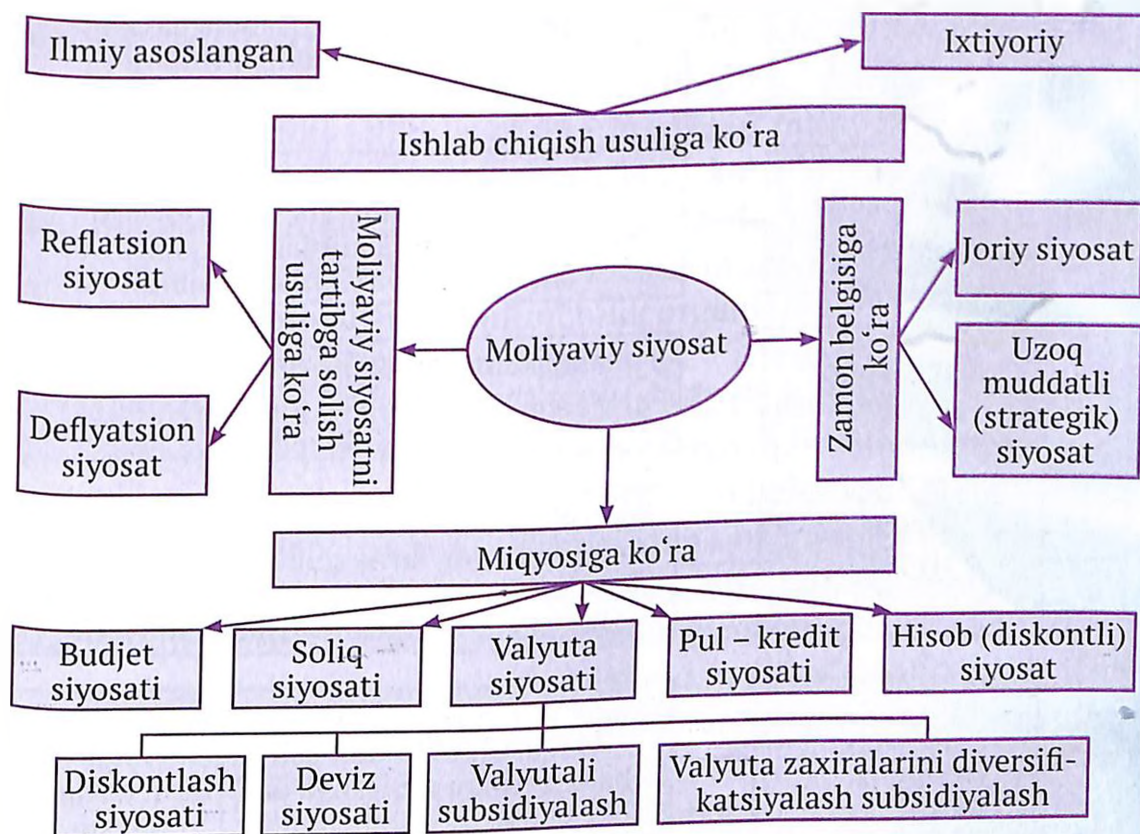 Ilmiy asoslangan
Ixtiyoriy
Ishlab chiqish usuliga ko‘ra
Reflatsion
siyosat
Deflyatsion
siyosat
Moliyaviy siyosatni
tartibga solish
usuliga ko‘ra
Moliyaviy siyosat
Zamon belgisiga
ko‘ra
Joriy siyosat
Uzoq
muddatli
(strategik)
siyosat
Miqyosiga ko‘ra
Budjet
siyosati
Soliq
siyosati
Valyuta
siyosati
Pul – kredit
siyosati
Hisob (diskontli)
siyosat
Diskontlash
siyosati
Deviz
siyosati
Valyutali
subsidiyalash
Valyuta zaxiralarini diversifi-
katsiyalash subsidiyalash